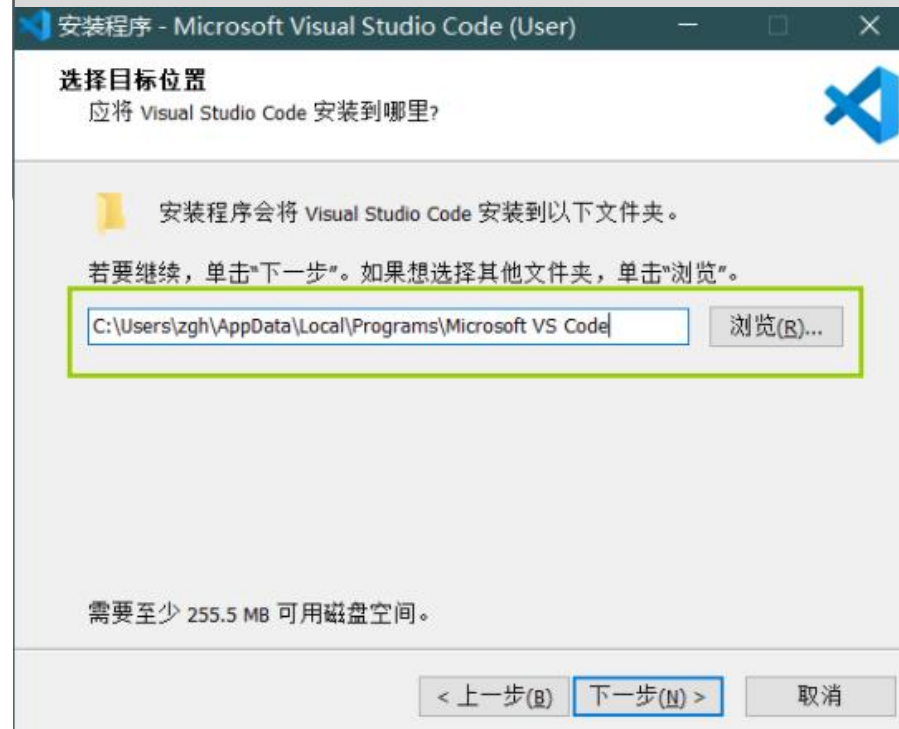 安装程序 - Microsoft Visual Studio Code (User)
选择目标位置
应将 Visual Studio Code 安装到哪里?
安装程序会将 Visual Studio Code 安装到以下文件夹。
若要继续，单击"下一步"。如果想选择其他文件夹，单击"浏览"。
C:\Users\zgh\AppData\Local\Programs\Microsoft VS Code
浏览(R)...
需要至少 255.5 MB 可用磁盘空间。
< 上一步(B) 下一步(N) > 取消